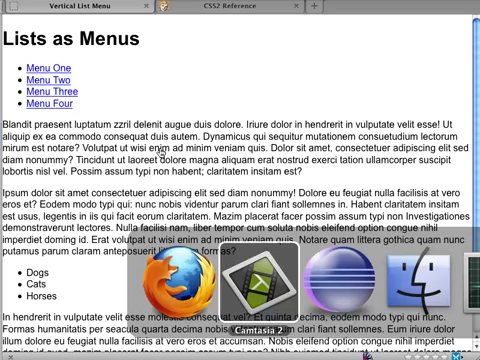 Vertical List Menu
CSS2 Reference
Lists as Menus
Menu One
Menu Two
Menu Three
Menu Four
Blandit praesent luptatum zzril delenit augue duis dolore. Iriure dolor in hendrerit in vulputate velit esse! Ut
aliquip ex ea commodo consequat duis autem. Dynamicus qui sequitur mutationem consuetudium lectorum
mirum est notare? Volutpat ut wisi enim ad minim veniam quis. Dolor sit amet, consectetuer adipiscing elit sed
diam nonummy? Tincidunt ut laoreet dolore magna aliquam erat nostrud exerci tation ullamcorper suscipit
lobortis nisl vel. Possim assum typi non habent; claritatem insitam est?
Ipsum dolor sit amet consectetuer adipiscing elit sed diam nonummy! Dolore eu feugiat nulla facilisis at vero
eros et? Eodem modo typi qui: nunc nobis videntur parum clari fiant sollemnes in. Habent claritatem insitam
est usus, legentis in iis qui facit eorum claritatem. Mazim placerat facer possim assum typi non Investigationes
demonstraverunt lectores. Nulla facilisi nam, liber tempor cum soluta nobis eleifend option congue nihil
imperdiet doming id. Erat volutpat ut wisi enim ad minim veniam quis nostrud. Notare quam littera gothica quam
nunc putamus parum claram anteposuerit
Dogs
Cats
Horses
Camtasia 2
In hendrerit in vulputate velit esse molestie consequat vel?
Formas humanitatis per seacula quarta decima
dolore eu feugiat nulla facilisis at vero eros et accumsan.
nobis eleifend option congue nihil imperdiet doming